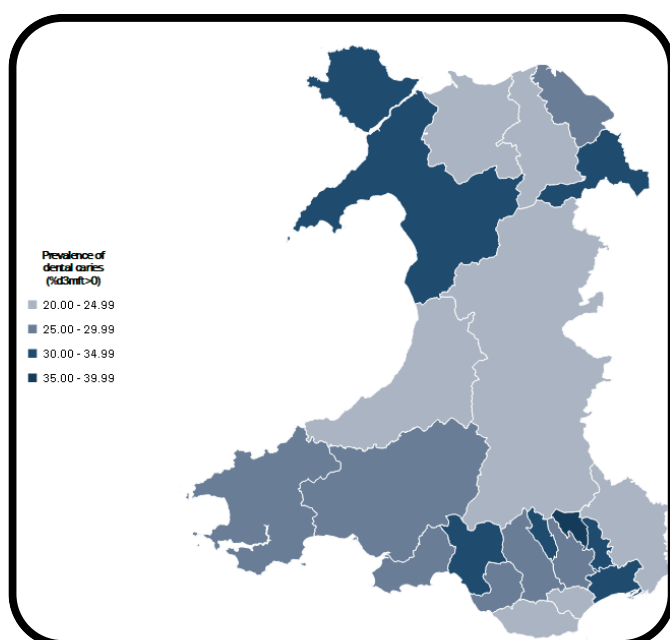 Prevalence of
dental caries
(%d3mft>0)
20.00 - 24.99
25.00 - 29.99
30.00 - 34.99
35.00 - 39.99